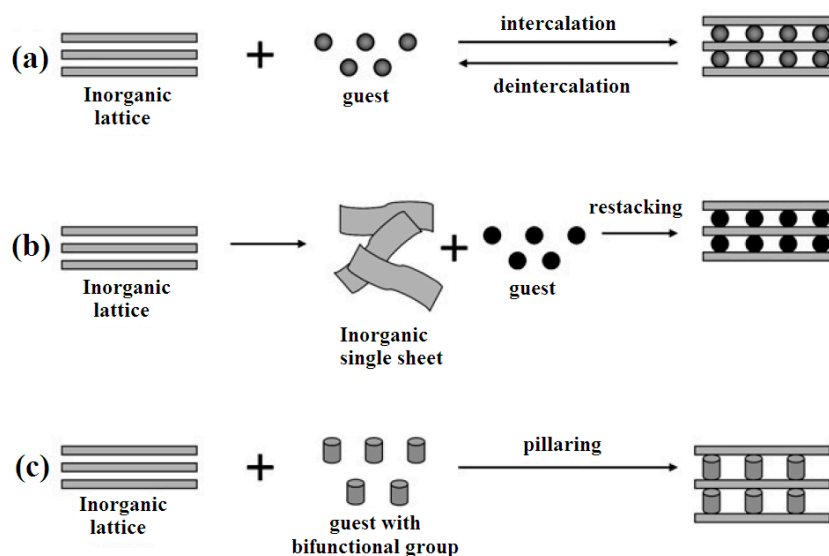 (a)
Inorganic
lattice
+
guest
intercalation
deintercalation
(b)
Inorganic
lattice
Inorganic
single sheet
+
guest
restacking
(c)
Inorganic
lattice
+
guest with
bifunctional group
pillaring